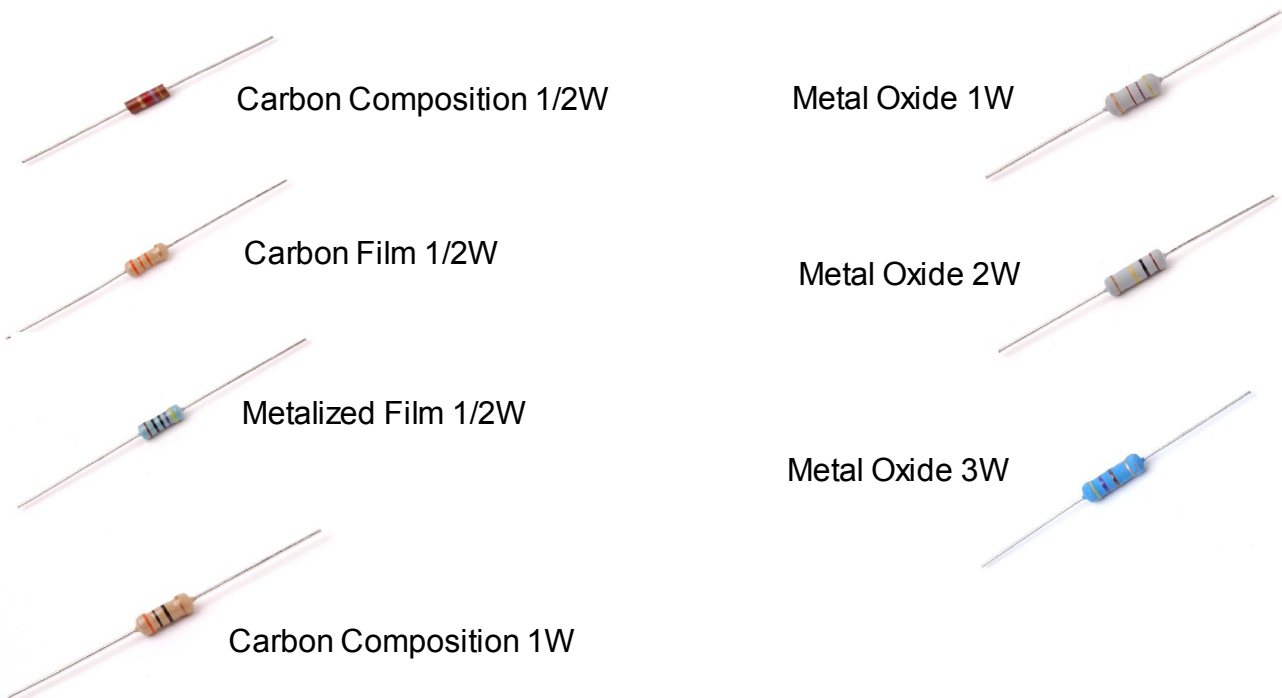 Carbon Composition 1/2W
Carbon Film 1/2W
Metalized Film 1/2W
Carbon Composition 1W
Metal Oxide 1W
Metal Oxide 2W
Metal Oxide 3W